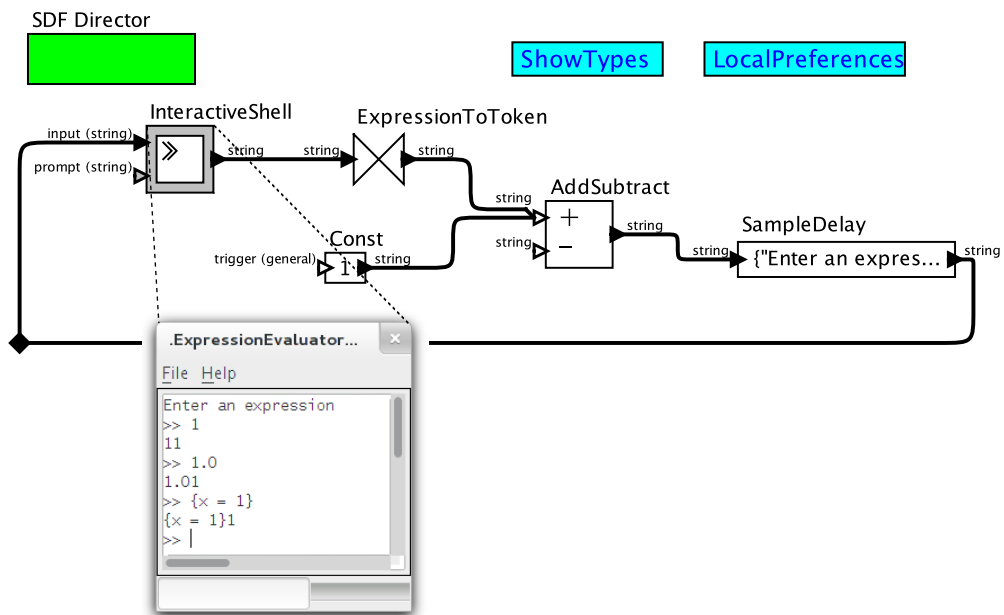 SDF Director
ShowTypes
LocalPreferences
InteractiveShell
ExpressionToToken
input (string)
string
string
string
prompt (string)
AddSubtract
string
+
string
SampleDelay
Const
string
−
string
string
trigger (general)
1
string
{"Enter an expres...
.ExpressionEvaluator...
×
File Help
Enter an expression
>> 1
11
>> 1.0
1.01
>> {x = 1}
{x = 1}1
>>